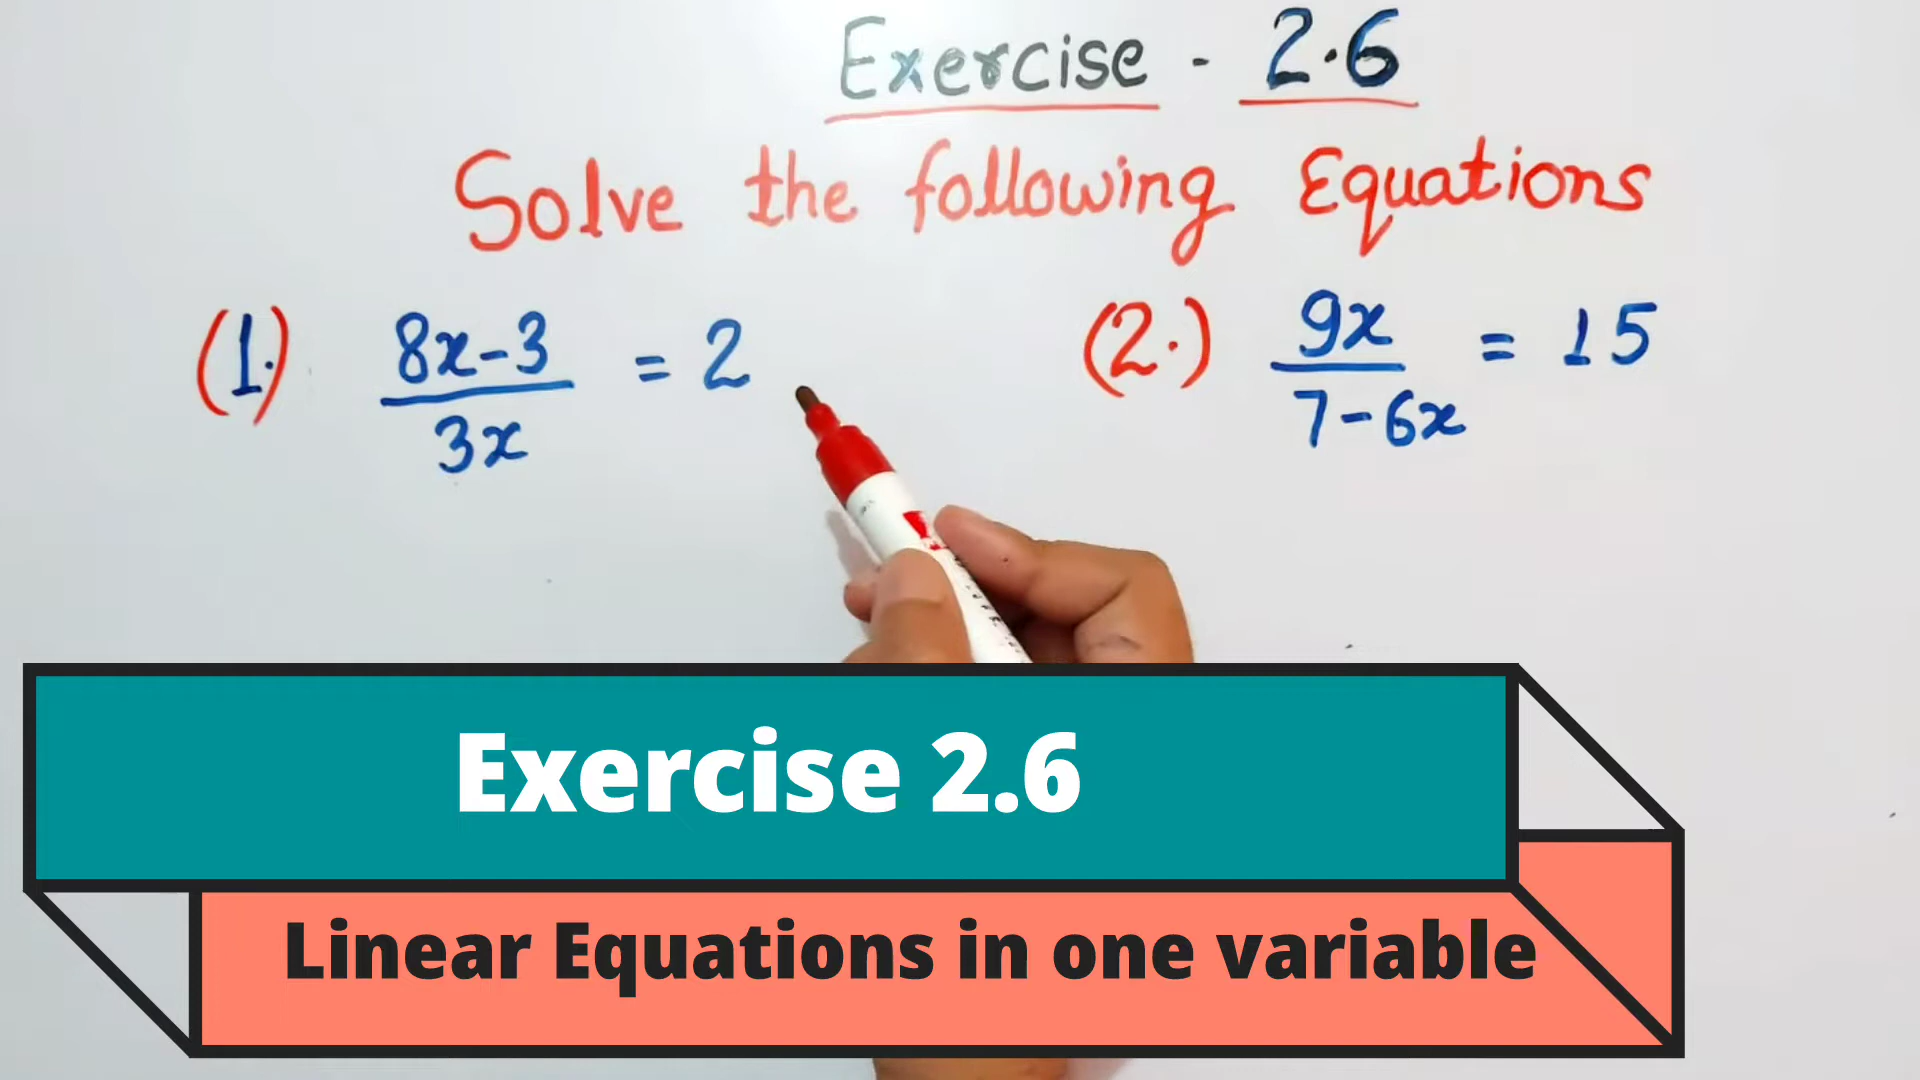 Exercise - 2.6
Solve the following Equations
(1.) 8x-3 / 3x = 2
(2.) 9x / 7-6x = 15
Exercise 2.6
Linear Equations in one variable